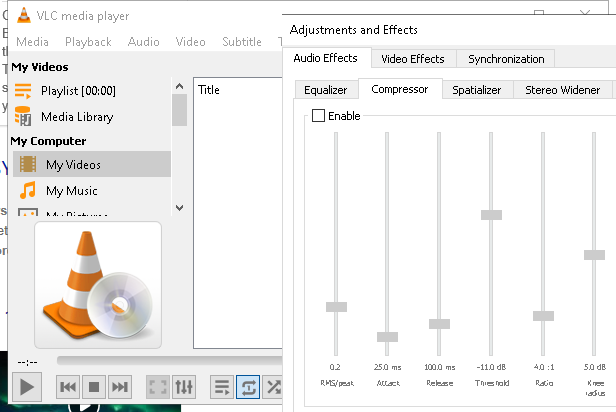 VLC media player
Media Playback Audio Video Subtitle T
My Videos
Playlist [00:00]
Media Library
My Computer
My Videos
My Music
My Pictures
Title
--:--
Adjustments and Effects
Audio Effects Video Effects Synchronization
Equalizer Compressor Spatializer Stereo Widener
Enable
0.2 25.0 ms 100.0 ms -11.0 dB 4.0 :1 5.0 dB
RMS/peak Attack Release Threshold Ratio Knee
radius